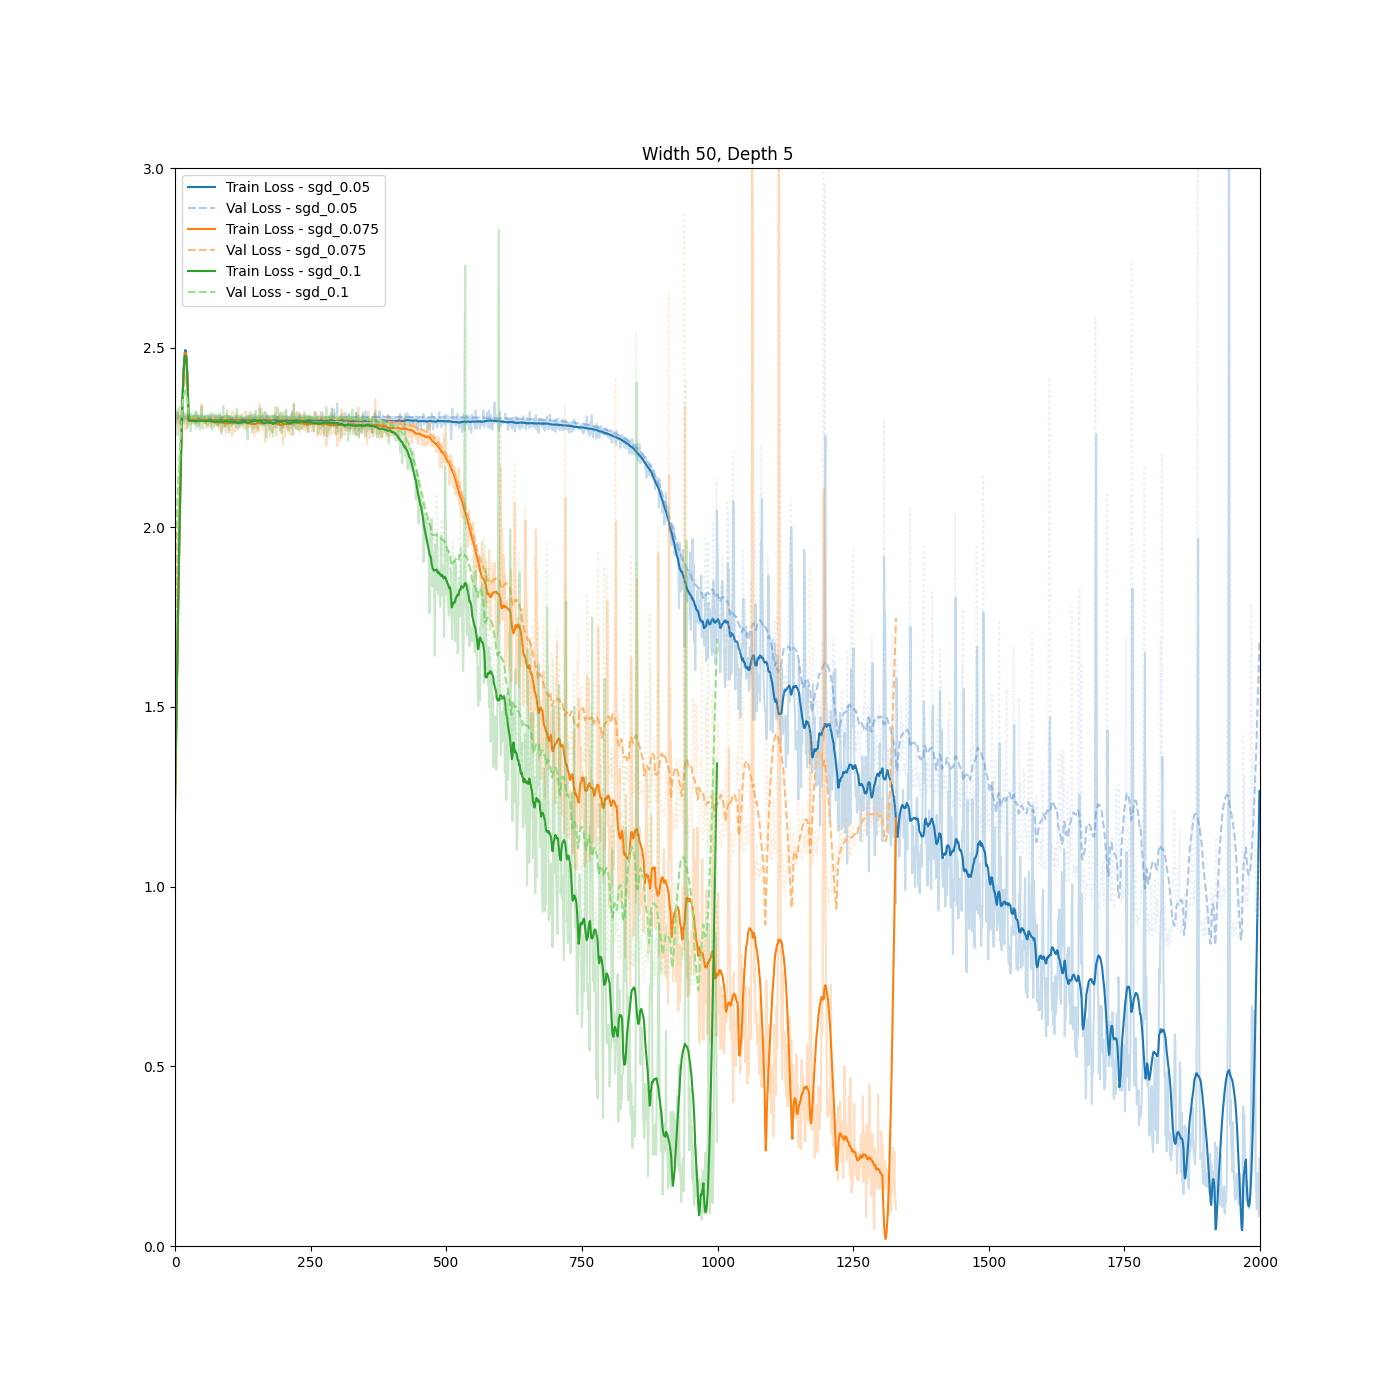 Width 50, Depth 5
3.0
2.5
2.0
1.5
1.0
0.5
0.0
Train Loss - sgd_0.05
Val Loss - sgd_0.05
Train Loss - sgd_0.075
Val Loss - sgd_0.075
Train Loss - sgd_0.1
Val Loss - sgd_0.1
0 250 500 750 1000 1250 1500 1750 2000